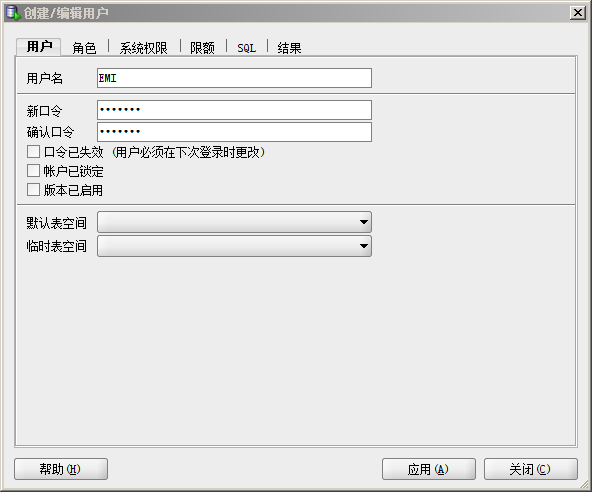 创建/编辑用户
用户 角色 系统权限 限额 SQL 结果
用户名 EMI
新口令 •••••••
确认口令 •••••••
口令已失效 (用户必须在下次登录时更改)
帐户已锁定
版本已启用
默认表空间
临时表空间
帮助(H) 应用(A) 关闭(C)